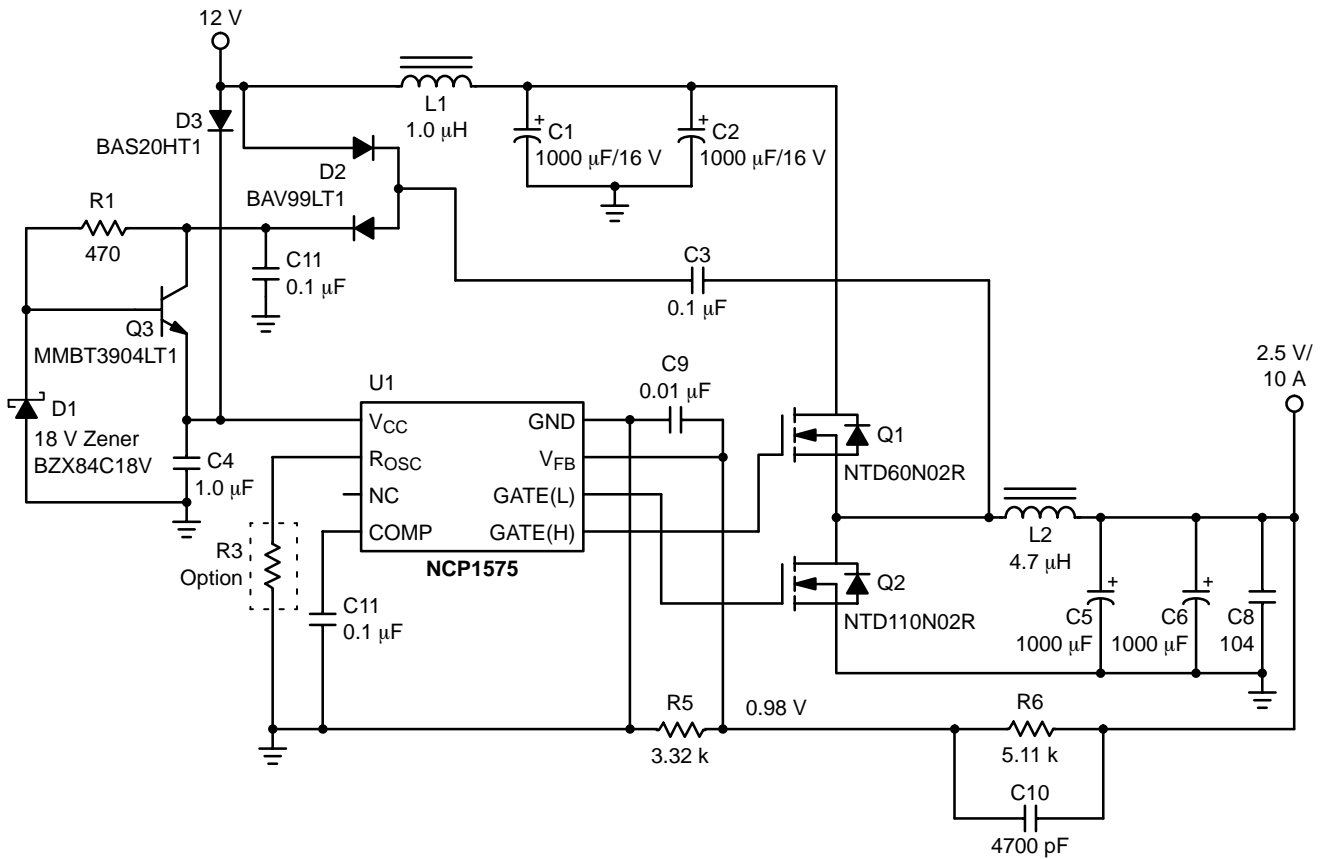 12 V
L1
1.0 μH
C1
1000 μF/16 V
C2
1000 μF/16 V
D3
BAS20HT1
D2
BAV99LT1
R1
470
C11
0.1 μF
C3
0.1 μF
Q3
MMBT3904LT1
D1
18 V Zener
BZX84C18V
C4
1.0 μF
U1
VCC
ROSC
NC
COMP
GND
VFB
GATE(L)
GATE(H)
NCP1575
C9
0.01 μF
Q1
NTD60N02R
2.5 V/
10 A
L2
4.7 μH
Q2
NTD110N02R
C5
1000 μF
C6
1000 μF
C8
104
R3
Option
C11
0.1 μF
R5
3.32 k
0.98 V
R6
5.11 k
C10
4700 pF
+
+
+
+